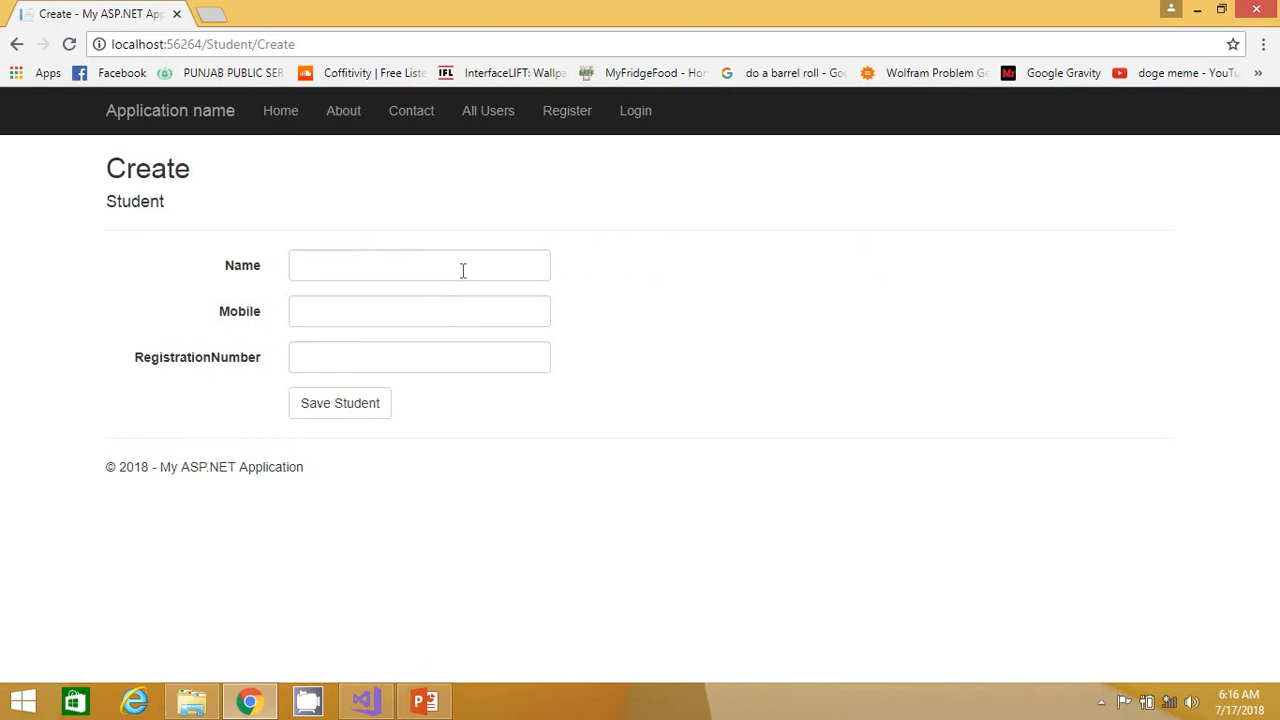 Create - My ASP.NET App
localhost:56264/Student/Create
Apps Facebook PUNJAB PUBLIC SER Coffitivity | Free Liste IFL InterfaceLIFT: Wallpa MyFridgeFood - Hor do a barrel roll - Goo Wolfram Problem Ge Mr Google Gravity doge meme - YouTu »
Application name Home About Contact All Users Register Login
Create
Student
Name
Mobile
RegistrationNumber
Save Student
© 2018 - My ASP.NET Application
6:16 AM
7/17/2018